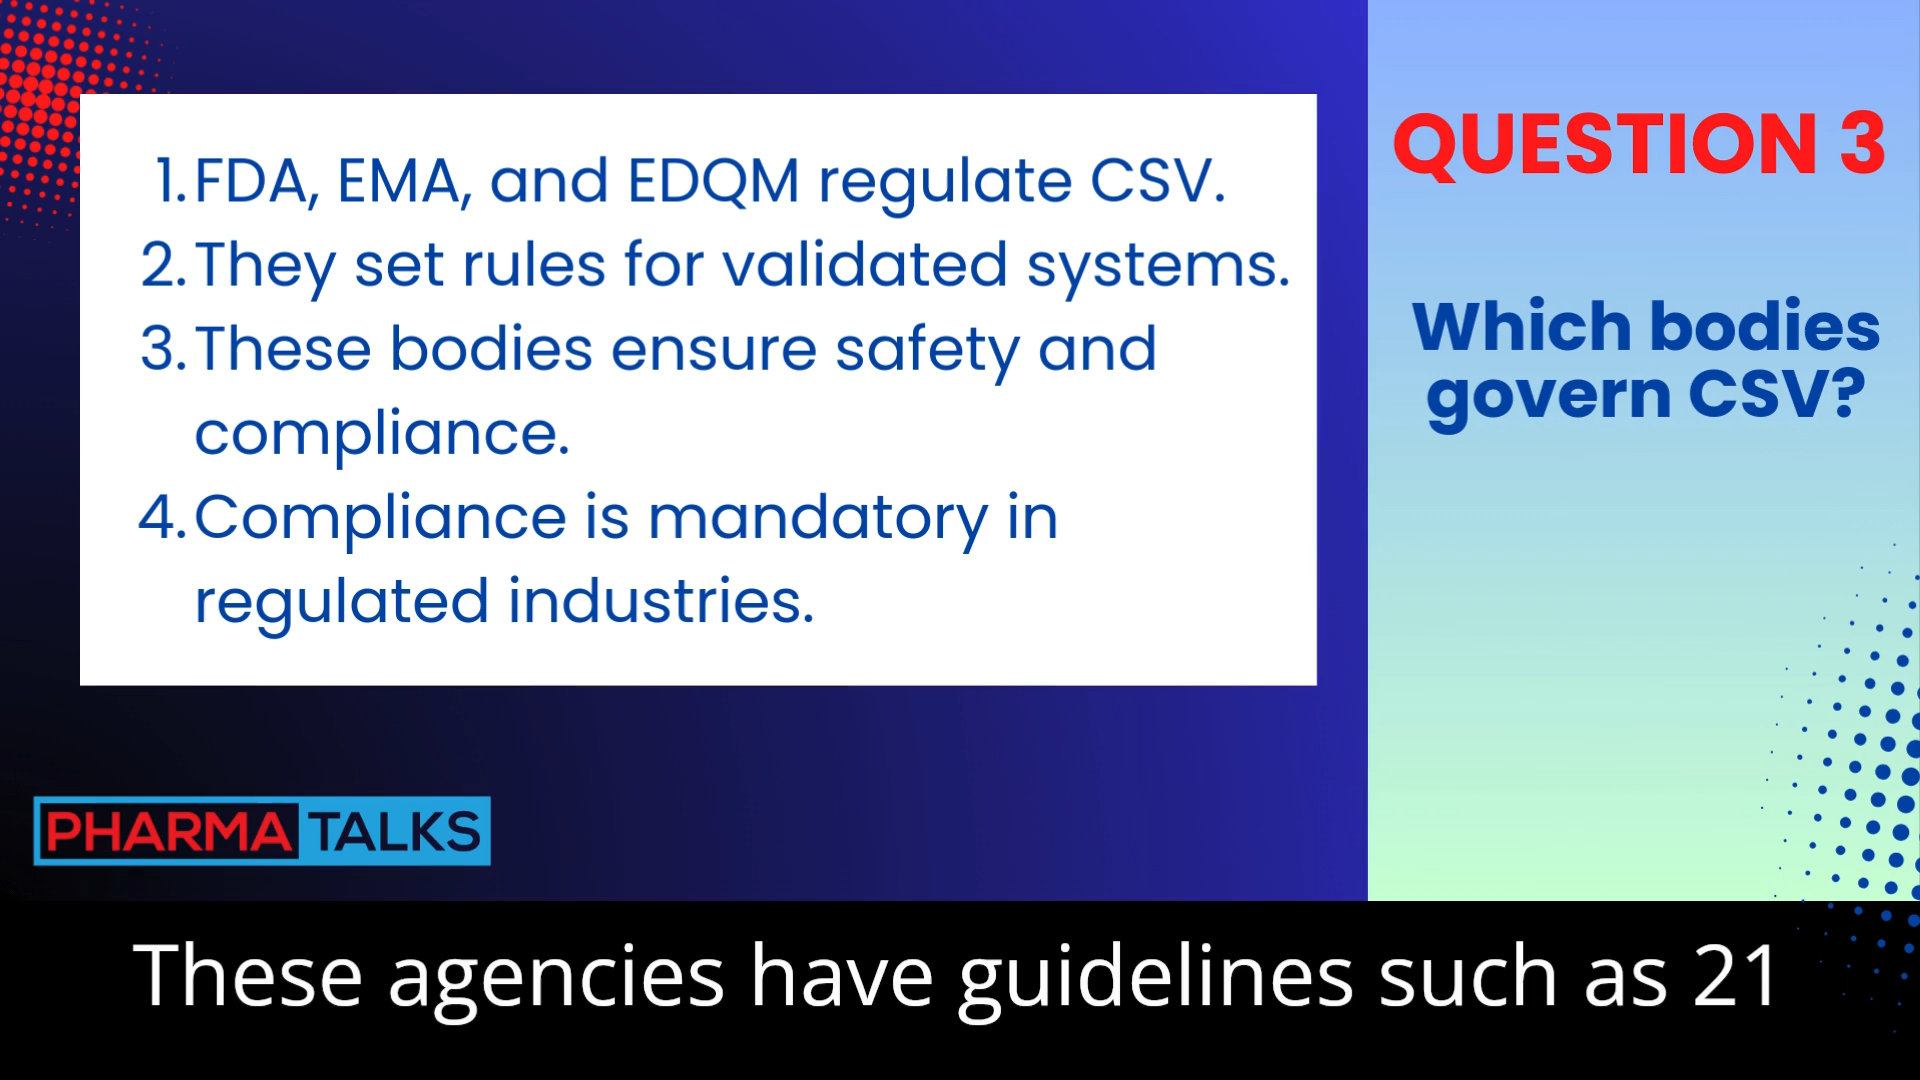 1. FDA, EMA, and EDQM regulate CSV.
2. They set rules for validated systems.
3. These bodies ensure safety and
compliance.
4. Compliance is mandatory in
regulated industries.
QUESTION 3
Which bodies
govern CSV?
PHARMA TALKS
These agencies have guidelines such as 21